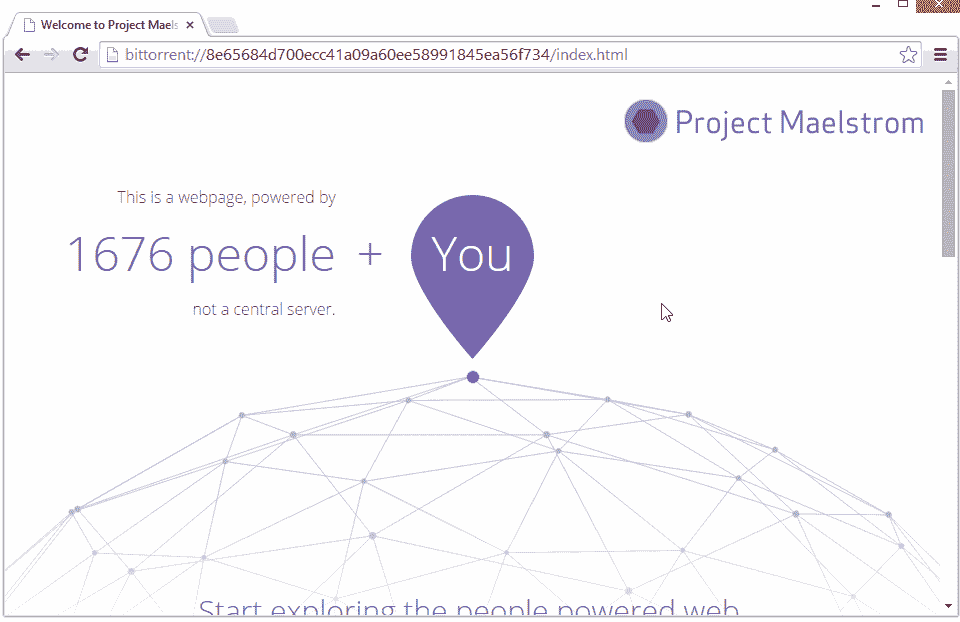 Welcome to Project Maels
bittorrent://8e65684d700ecc41a09a60ee58991845ea56f734/index.html
Project Maelstrom
This is a webpage, powered by
1676 people + You
not a central server.
Start exploring the people powered web